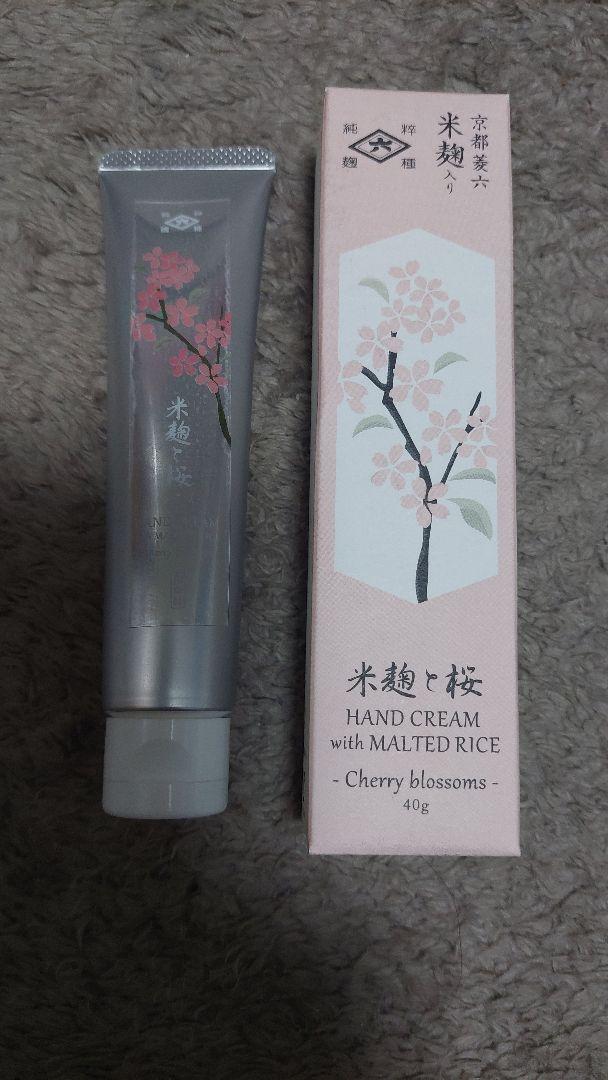 米麹と桜
京都菱六
米麹入り
粋種
六
純麹
米麹と桜
HAND CREAM
with MALTED RICE
- Cherry blossoms -
40g